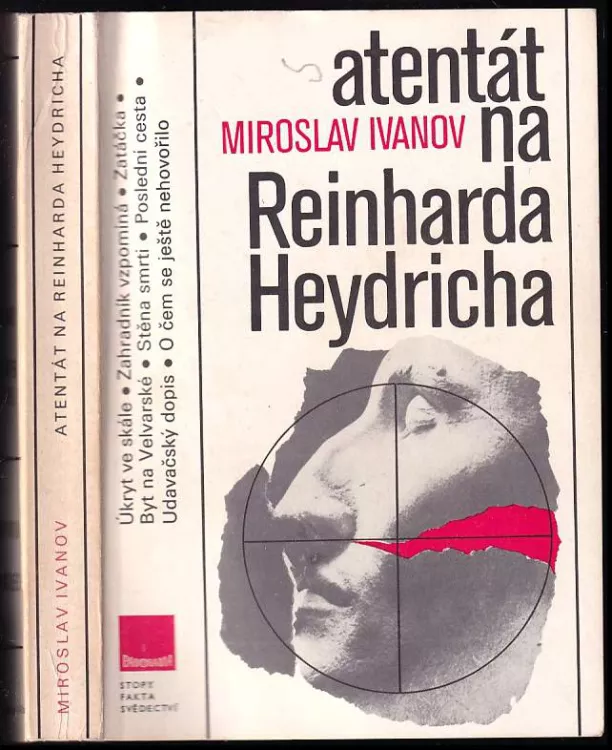 MIROSLAV IVANOV ATENTÁT NA REINHARDA HEYDRICHA
Úkryt ve skále • Zahradník vzpomíná • Zatáčka •
Byt na Velvarské • Stěna smrti • Poslední cesta •
Udavačský dopis • O čem se ještě nehovořilo
STOPY
FAKTA
SVĚDECTVÍ
atentát
MIROSLAV IVANOV na
Reinharda
Heydricha